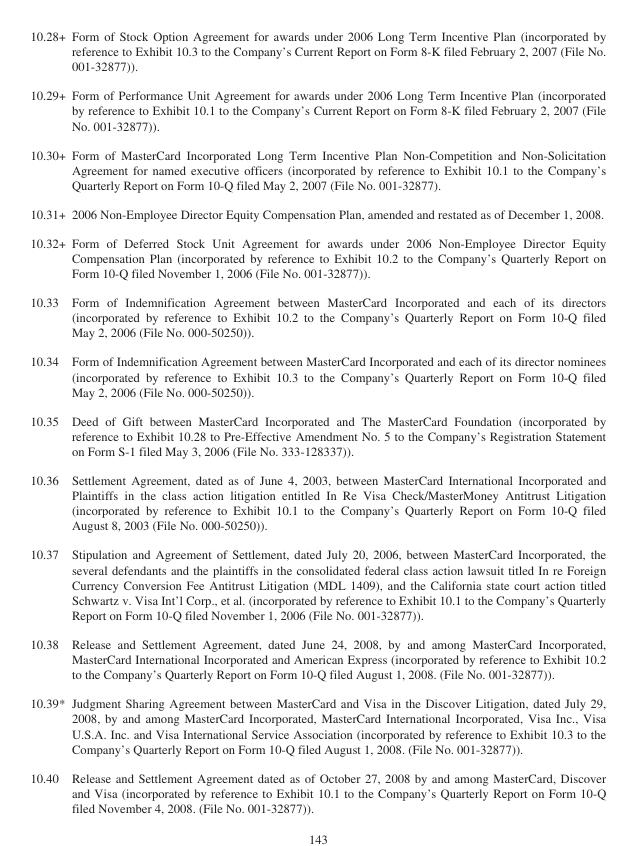 10.28+ Form of Stock Option Agreement for awards under 2006 Long Term Incentive Plan (incorporated by
reference to Exhibit 10.3 to the Company's Current Report on Form 8-K filed February 2, 2007 (File No.
001-32877)).
10.29+ Form of Performance Unit Agreement for awards under 2006 Long Term Incentive Plan (incorporated
by reference to Exhibit 10.1 to the Company's Current Report on Form 8-K filed February 2, 2007 (File
No. 001-32877)).
10.30+ Form of MasterCard Incorporated Long Term Incentive Plan Non-Competition and Non-Solicitation
Agreement for named executive officers (incorporated by reference to Exhibit 10.1 to the Company's
Quarterly Report on Form 10-Q filed May 2, 2007 (File No. 001-32877).
10.31+ 2006 Non-Employee Director Equity Compensation Plan, amended and restated as of December 1, 2008.
10.32+ Form of Deferred Stock Unit Agreement for awards under 2006 Non-Employee Director Equity
Compensation Plan (incorporated by reference to Exhibit 10.2 to the Company's Quarterly Report on
Form 10-Q filed November 1, 2006 (File No. 001-32877)).
10.33 Form of Indemnification Agreement between MasterCard Incorporated and each of its directors
(incorporated by reference to Exhibit 10.2 to the Company's Quarterly Report on Form 10-Q filed
May 2, 2006 (File No. 000-50250)).
10.34 Form of Indemnification Agreement between MasterCard Incorporated and each of its director nominees
(incorporated by reference to Exhibit 10.3 to the Company's Quarterly Report on Form 10-Q filed
May 2, 2006 (File No. 000-50250)).
10.35 Deed of Gift between MasterCard Incorporated and The MasterCard Foundation (incorporated by
reference to Exhibit 10.28 to Pre-Effective Amendment No. 5 to the Company's Registration Statement
on Form S-1 filed May 3, 2006 (File No. 333-128337)).
10.36 Settlement Agreement, dated as of June 4, 2003, between MasterCard International Incorporated and
Plaintiffs in the class action litigation entitled In Re Visa Check/MasterMoney Antitrust Litigation
(incorporated by reference to Exhibit 10.1 to the Company's Quarterly Report on Form 10-Q filed
August 8, 2003 (File No. 000-50250)).
10.37 Stipulation and Agreement of Settlement, dated July 20, 2006, between MasterCard Incorporated, the
several defendants and the plaintiffs in the consolidated federal class action lawsuit titled In re Foreign
Currency Conversion Fee Antitrust Litigation (MDL 1409), and the California state court action titled
Schwartz v. Visa Int'l Corp., et al. (incorporated by reference to Exhibit 10.1 to the Company's Quarterly
Report on Form 10-Q filed November 1, 2006 (File No. 001-32877)).
10.38 Release and Settlement Agreement, dated June 24, 2008, by and among MasterCard Incorporated,
MasterCard International Incorporated and American Express (incorporated by reference to Exhibit 10.2
to the Company's Quarterly Report on Form 10-Q filed August 1, 2008. (File No. 001-32877)).
10.39* Judgment Sharing Agreement between MasterCard and Visa in the Discover Litigation, dated July 29,
2008, by and among MasterCard Incorporated, MasterCard International Incorporated, Visa Inc., Visa
U.S.A. Inc. and Visa International Service Association (incorporated by reference to Exhibit 10.3 to the
Company's Quarterly Report on Form 10-Q filed August 1, 2008. (File No. 001-32877)).
10.40 Release and Settlement Agreement dated as of October 27, 2008 by and among MasterCard, Discover
and Visa (incorporated by reference to Exhibit 10.1 to the Company's Quarterly Report on Form 10-Q
filed November 4, 2008. (File No. 001-32877)).
143